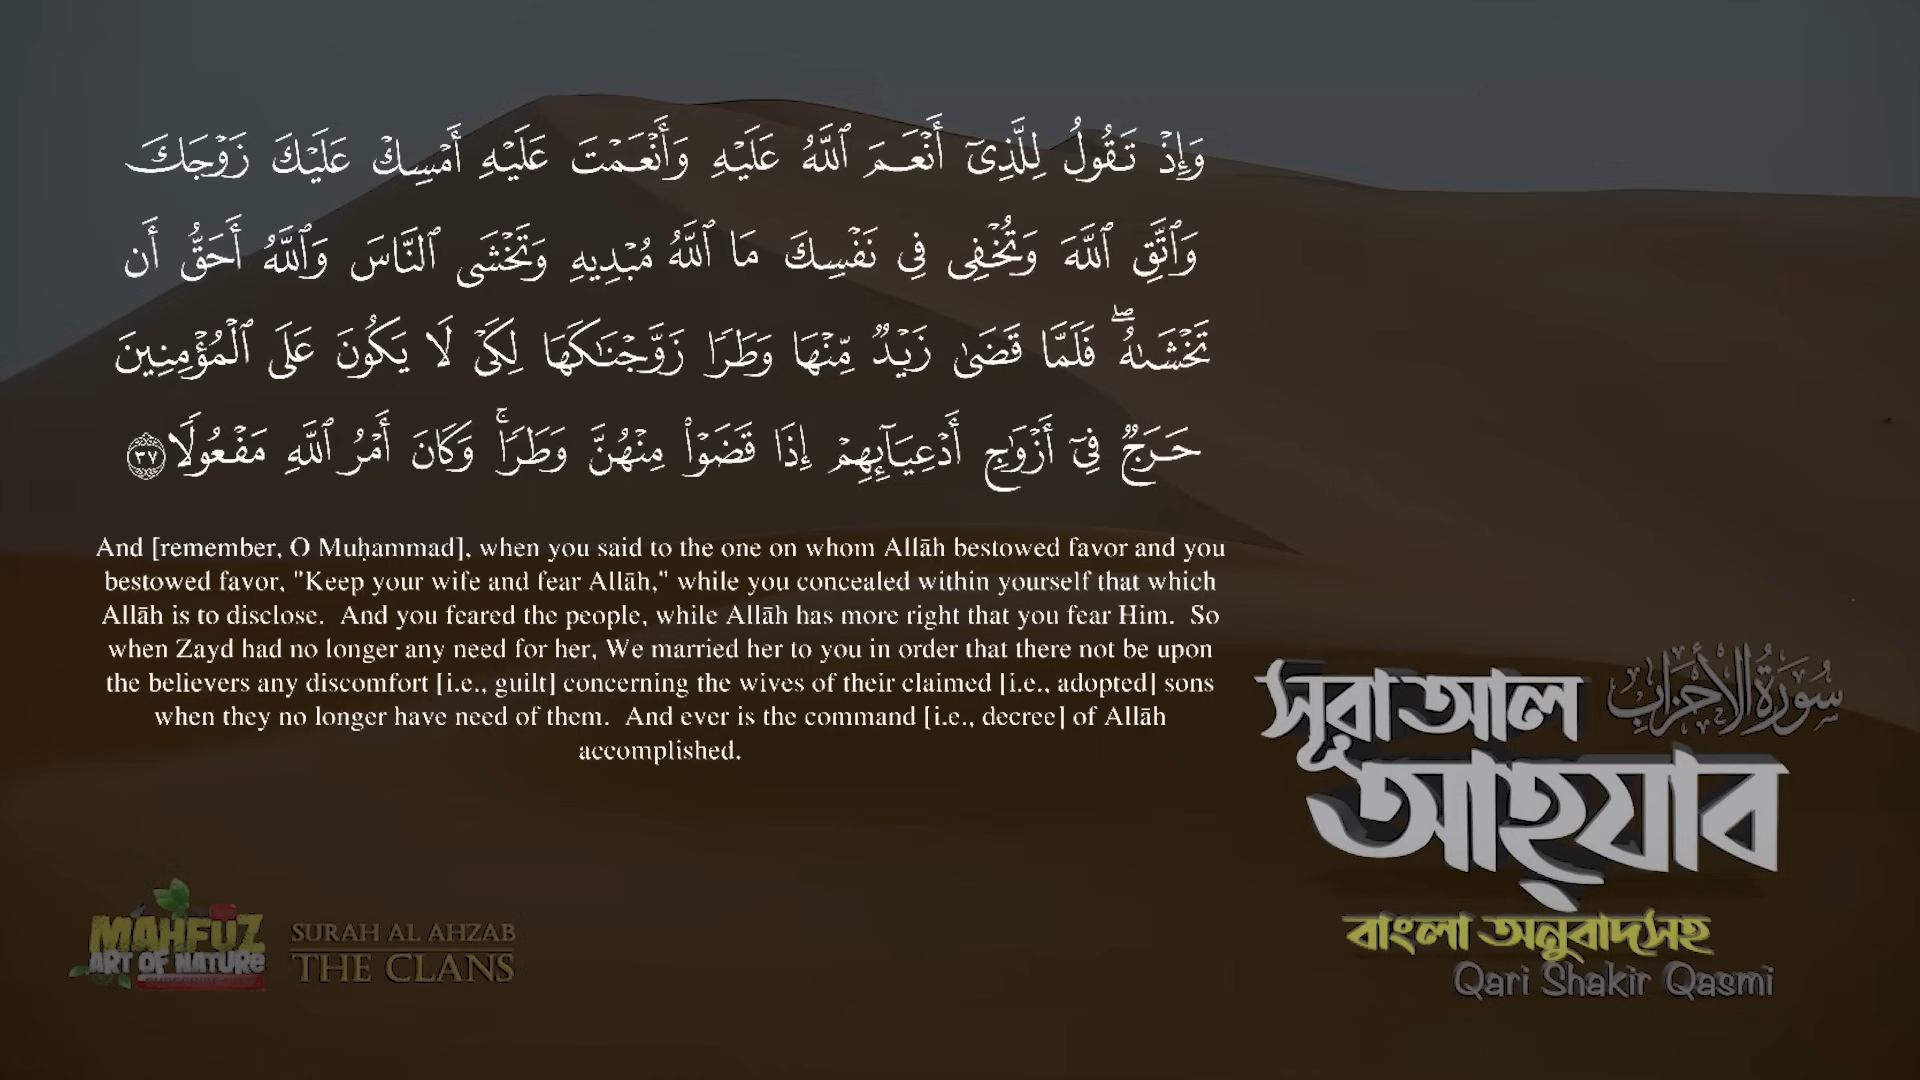 وَإِذْ تَقُولُ لِلَّذِىٓ أَنْعَمَ ٱللَّهُ عَلَيْهِ وَأَنْعَمْتَ عَلَيْهِ أَمْسِكْ عَلَيْكَ زَوْجَكَ
وَٱتَّقِ ٱللَّهَ وَتُخْفِى فِى نَفْسِكَ مَا ٱللَّهُ مُبْدِيهِ وَتَخْشَى ٱلنَّاسَ وَٱللَّهُ أَحَقُّ أَن
تَخْشَىٰهُ ۖ فَلَمَّا قَضَىٰ زَيْدٌ مِّنْهَا وَطَرًا زَوَّجْنَـٰكَهَا لِكَىْ لَا يَكُونَ عَلَى ٱلْمُؤْمِنِينَ
حَرَجٌ فِىٓ أَزْوَٰجِ أَدْعِيَآئِهِمْ إِذَا قَضَوْا۟ مِنْهُنَّ وَطَرًا ۚ وَكَانَ أَمْرُ ٱللَّهِ مَفْعُولًا ٣٧
And [remember, O Muḥammad], when you said to the one on whom Allāh bestowed favor and you
bestowed favor, "Keep your wife and fear Allāh," while you concealed within yourself that which
Allāh is to disclose.  And you feared the people, while Allāh has more right that you fear Him.  So
when Zayd had no longer any need for her, We married her to you in order that there not be upon
the believers any discomfort [i.e., guilt] concerning the wives of their claimed [i.e., adopted] sons
when they no longer have need of them.  And ever is the command [i.e., decree] of Allāh
accomplished.
সূরা আল
سُورَةُ الأَحْزَابِ
আহ্‌যাব
বাংলা অনুবাদসহ
Qari Shakir Qasmi
MAHFUZ
ART OF NATURE
SURAH AL AHZAB
THE CLANS